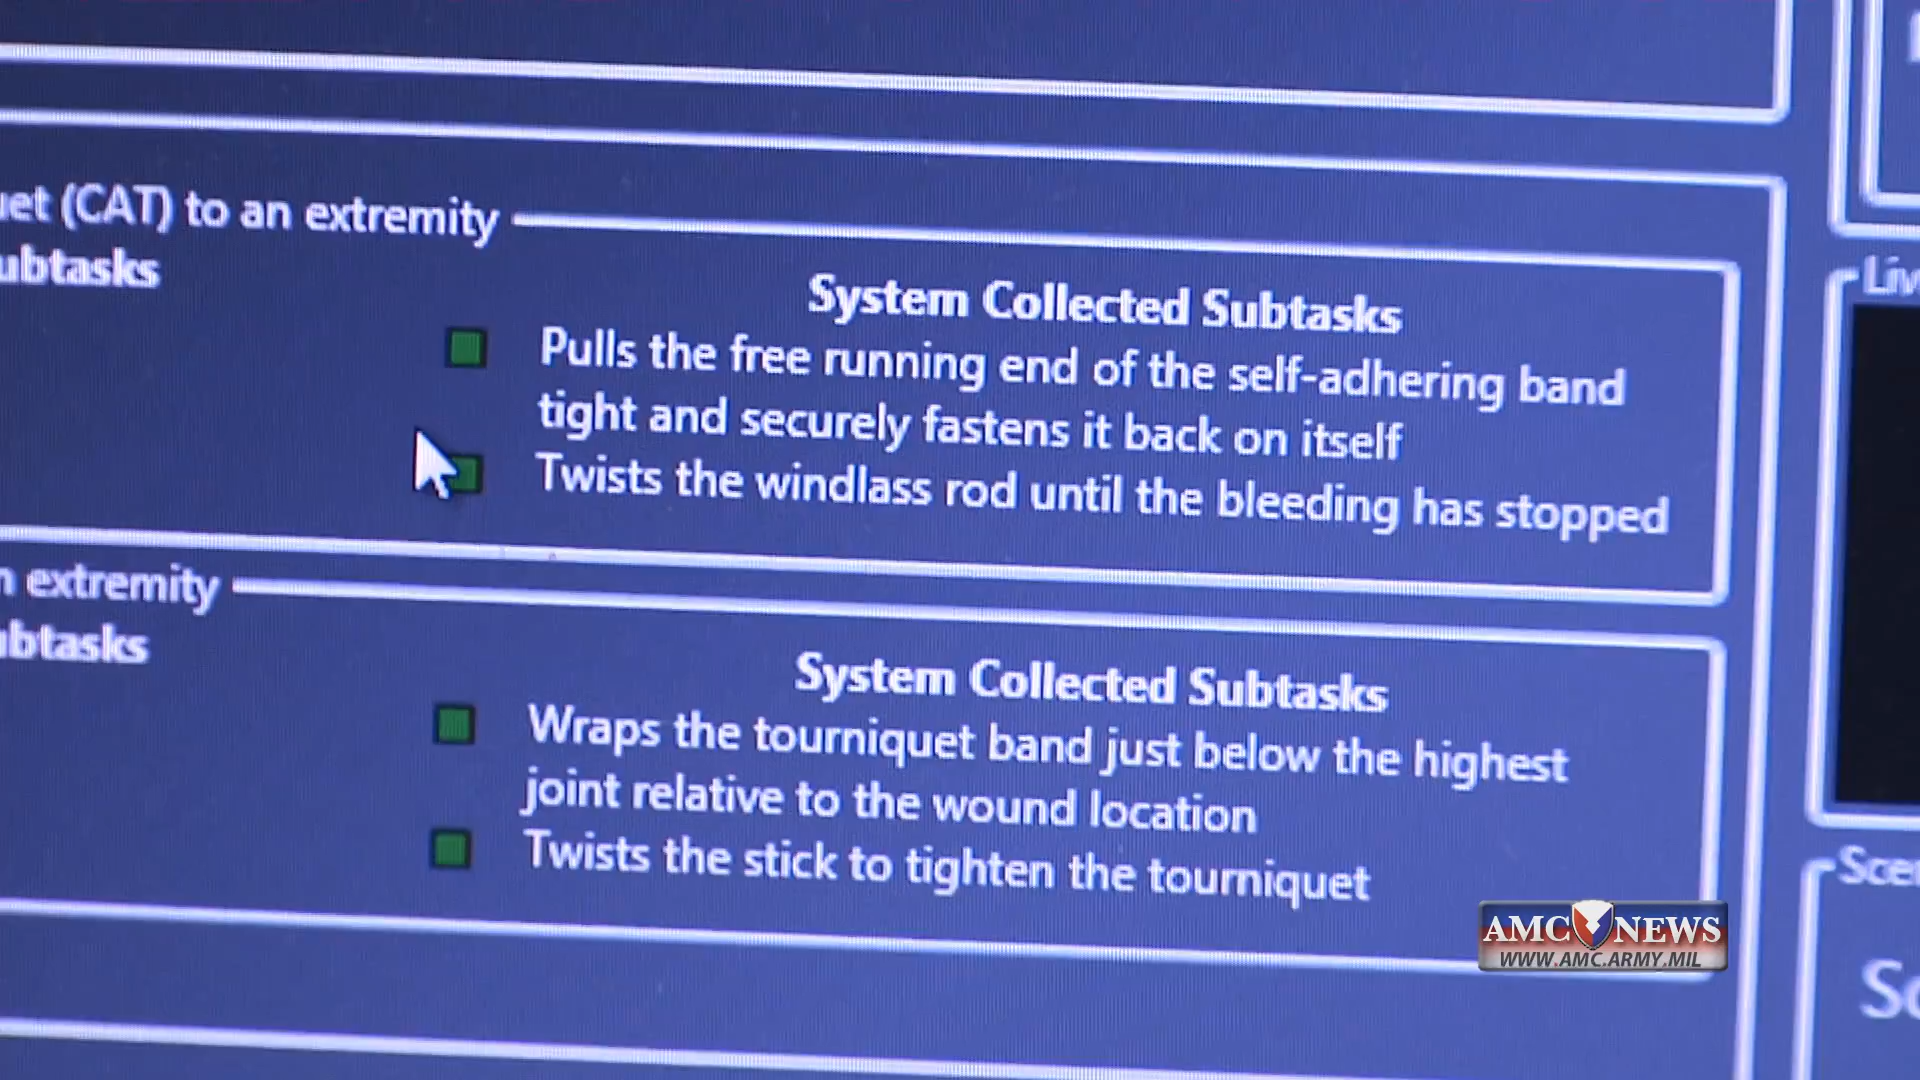 (CAT) to an extremity
System Collected Subtasks
Pulls the free running end of the self-adhering band
tight and securely fastens it back on itself
Twists the windlass rod until the bleeding has stopped
extremity
System Collected Subtasks
Wraps the tourniquet band just below the highest
joint relative to the wound location
Twists the stick to tighten the tourniquet
AMC NEWS
WWW.AMC.ARMY.MIL